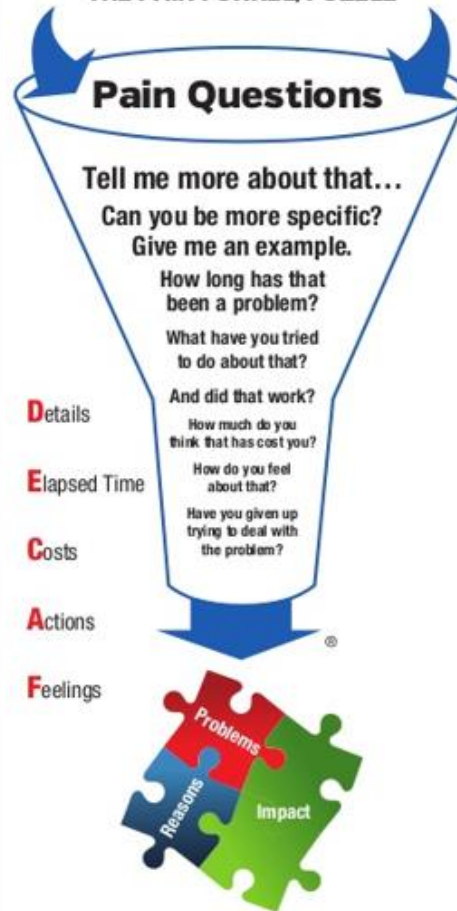 Pain Questions
Tell me more about that...
Can you be more specific?
Give me an example.
How long has that
been a problem?
What have you tried
to do about that?
And did that work?
How much do you
think that has cost you?
How do you feel
about that?
Have you given up
trying to deal with
the problem?
Details
Elapsed Time
Costs
Actions
Feelings
®
Problems
Reasons
Impact